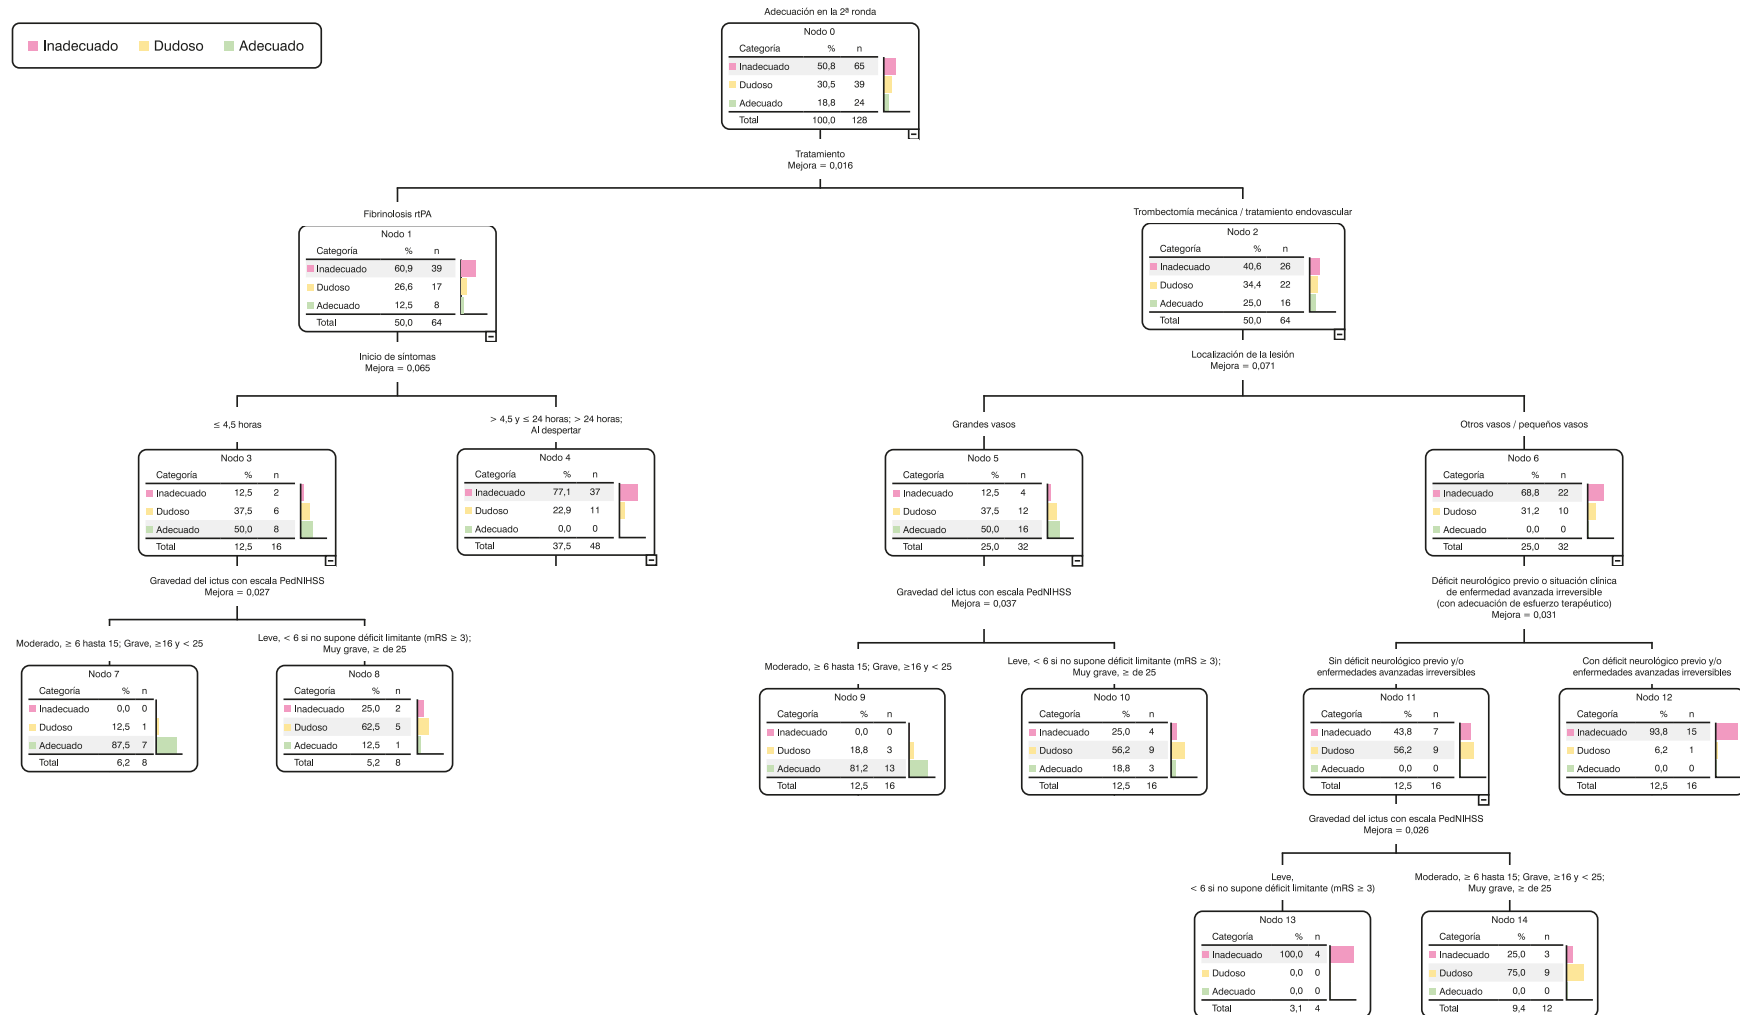 Inadecuado Dudoso Adecuado
Adecuación en la 2ª ronda
Nodo 0
Categoría % n
Inadecuado 50,8 65
Dudoso 30,5 39
Adecuado 18,8 24
Total 100,0 128
Tratamiento
Mejora = 0,016
Fibrinolosis rtPA
Nodo 1
Categoría % n
Inadecuado 60,9 39
Dudoso 26,6 17
Adecuado 12,5 8
Total 50,0 64
Trombectomía mecánica / tratamiento endovascular
Nodo 2
Categoría % n
Inadecuado 40,6 26
Dudoso 34,4 22
Adecuado 25,0 16
Total 50,0 64
Inicio de síntomas
Mejora = 0,065
Localización de la lesión
Mejora = 0,071
≤ 4,5 horas
Nodo 3
Categoría % n
Inadecuado 12,5 2
Dudoso 37,5 6
Adecuado 50,0 8
Total 12,5 16
> 4,5 y ≤ 24 horas; > 24 horas;
Al despertar
Nodo 4
Categoría % n
Inadecuado 77,1 37
Dudoso 22,9 11
Adecuado 0,0 0
Total 37,5 48
Grandes vasos
Nodo 5
Categoría % n
Inadecuado 12,5 4
Dudoso 37,5 12
Adecuado 50,0 16
Total 25,0 32
Otros vasos / pequeños vasos
Nodo 6
Categoría % n
Inadecuado 68,8 22
Dudoso 31,2 10
Adecuado 0,0 0
Total 25,0 32
Gravedad del ictus con escala PedNIHSS
Mejora = 0,027
Gravedad del ictus con escala PedNIHSS
Mejora = 0,037
Déficit neurológico previo o situación clínica
de enfermedad avanzada irreversible
(con adecuación de esfuerzo terapéutico)
Mejora = 0,031
Moderado, ≥ 6 hasta 15; Grave, ≥16 y < 25
Nodo 7
Categoría % n
Inadecuado 0,0 0
Dudoso 12,5 1
Adecuado 87,5 7
Total 6,2 8
Leve, < 6 si no supone déficit limitante (mRS ≥ 3);
Muy grave, ≥ de 25
Nodo 8
Categoría % n
Inadecuado 25,0 2
Dudoso 62,5 5
Adecuado 12,5 1
Total 5,2 8
Moderado, ≥ 6 hasta 15; Grave, ≥16 y < 25
Nodo 9
Categoría % n
Inadecuado 0,0 0
Dudoso 18,8 3
Adecuado 81,2 13
Total 12,5 16
Leve, < 6 si no supone déficit limitante (mRS ≥ 3);
Muy grave, ≥ de 25
Nodo 10
Categoría % n
Inadecuado 25,0 4
Dudoso 56,2 9
Adecuado 18,8 3
Total 12,5 16
Sin déficit neurológico previo y/o
enfermedades avanzadas irreversibles
Nodo 11
Categoría % n
Inadecuado 43,8 7
Dudoso 56,2 9
Adecuado 0,0 0
Total 12,5 16
Con déficit neurológico previo y/o
enfermedades avanzadas irreversibles
Nodo 12
Categoría % n
Inadecuado 93,8 15
Dudoso 6,2 1
Adecuado 0,0 0
Total 12,5 16
Gravedad del ictus con escala PedNIHSS
Mejora = 0,026
Leve,
< 6 si no supone déficit limitante (mRS ≥ 3)
Nodo 13
Categoría % n
Inadecuado 100,0 4
Dudoso 0,0 0
Adecuado 0,0 0
Total 3,1 4
Moderado, ≥ 6 hasta 15; Grave, ≥16 y < 25;
Muy grave, ≥ de 25
Nodo 14
Categoría % n
Inadecuado 25,0 3
Dudoso 75,0 9
Adecuado 0,0 0
Total 9,4 12